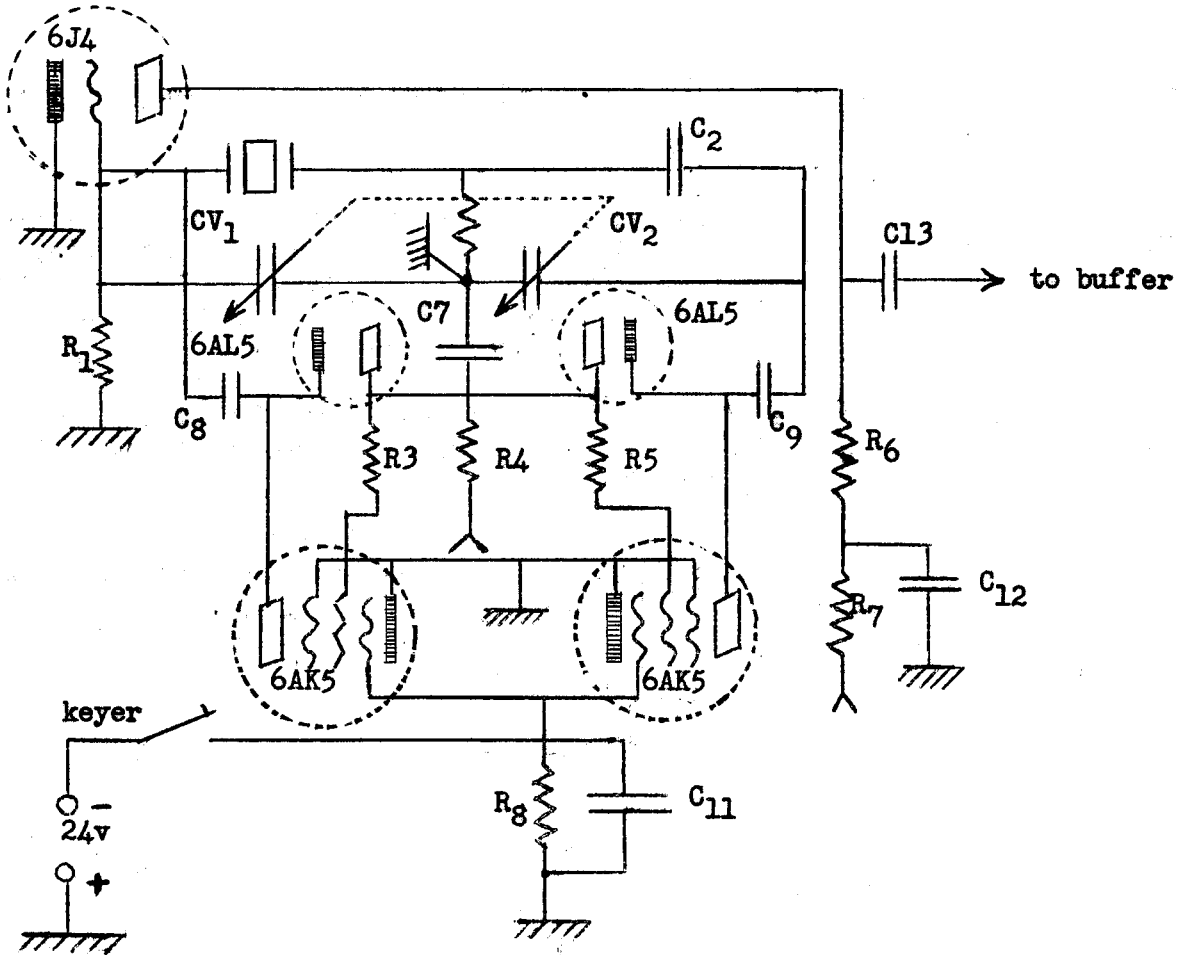 6J4
C2
CV1
CV2
C13
to buffer
C7
6AL5
6AL5
R1
C8
C9
R3
R4
R5
R6
C12
R7
6AK5
6AK5
keyer
R8
C11
-
24v
+